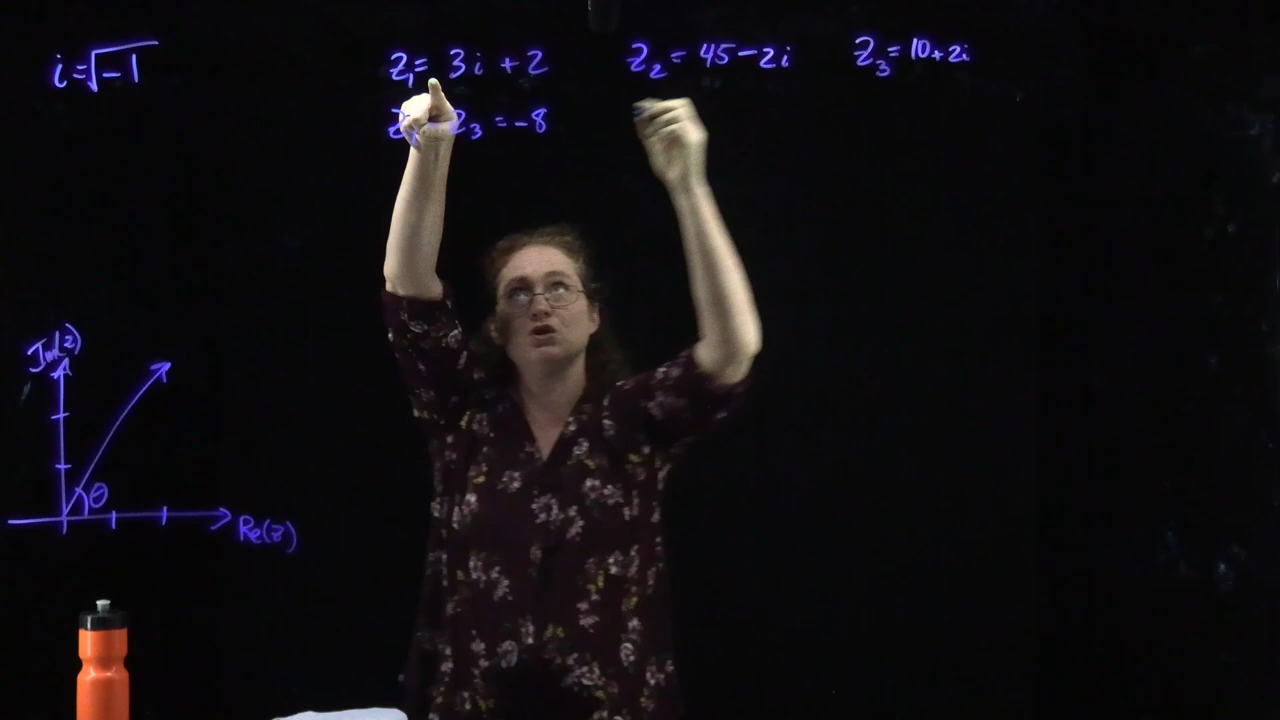 i=√-1
z₁= 3i +2
z₂= 45-2i
z₃=10+2i
z₃ =-8
Im(z)
θ
Re(z)